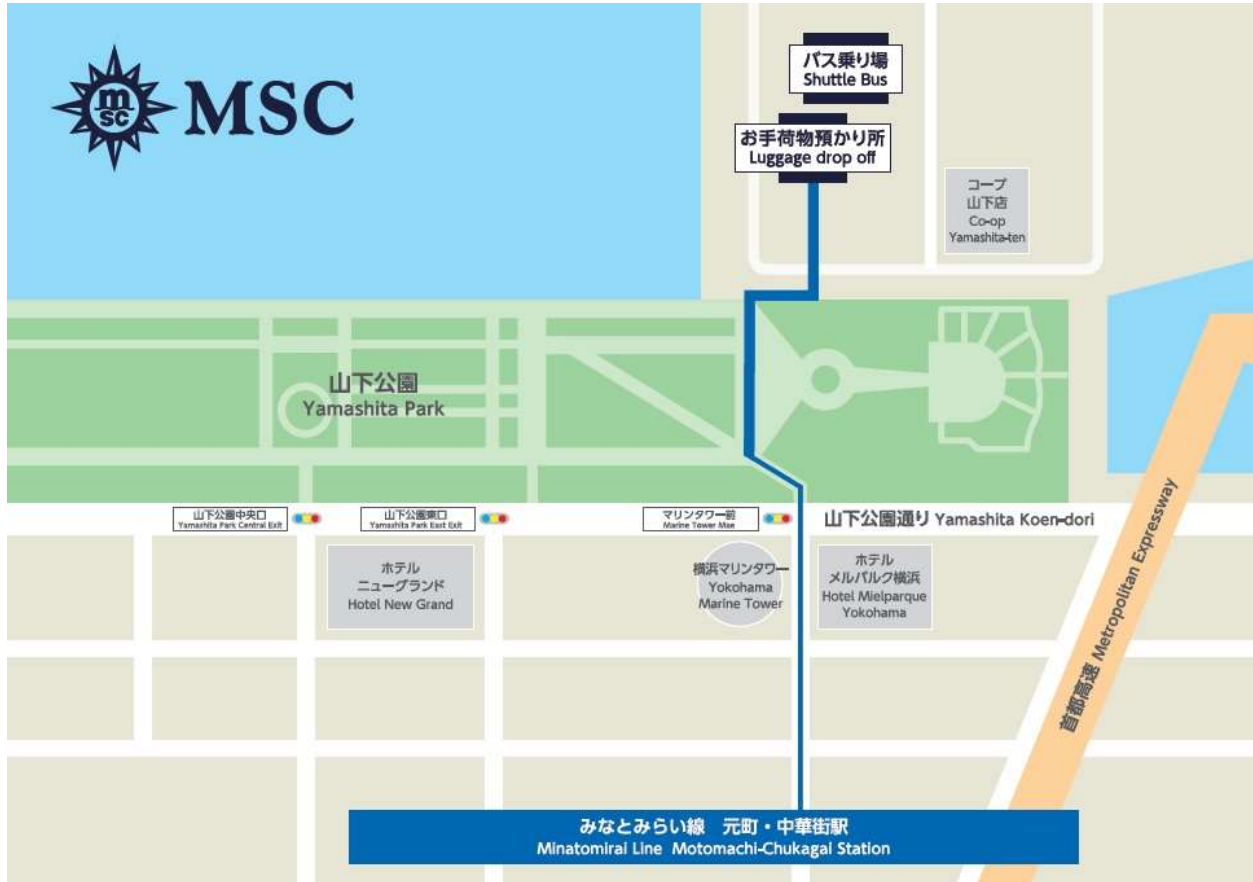 m
SC
MSC
バス乗り場
Shuttle Bus
お手荷物預かり所
Luggage drop off
コープ
山下店
Co-op
Yamashita-ten
山下公園
Yamashita Park
山下公園中央口
Yamashita Park Central Exit
山下公園東口
Yamashita Park East Exit
マリンタワー前
Marine Tower Mae
山下公園通り Yamashita Koen-dori
ホテル
ニューグランド
Hotel New Grand
横浜マリンタワー
Yokohama
Marine Tower
ホテル
メルパルク横浜
Hotel Mielparque
Yokohama
首都高速 Metropolitan Expressway
みなとみらい線 元町・中華街駅
Minatomirai Line Motomachi-Chukagai Station